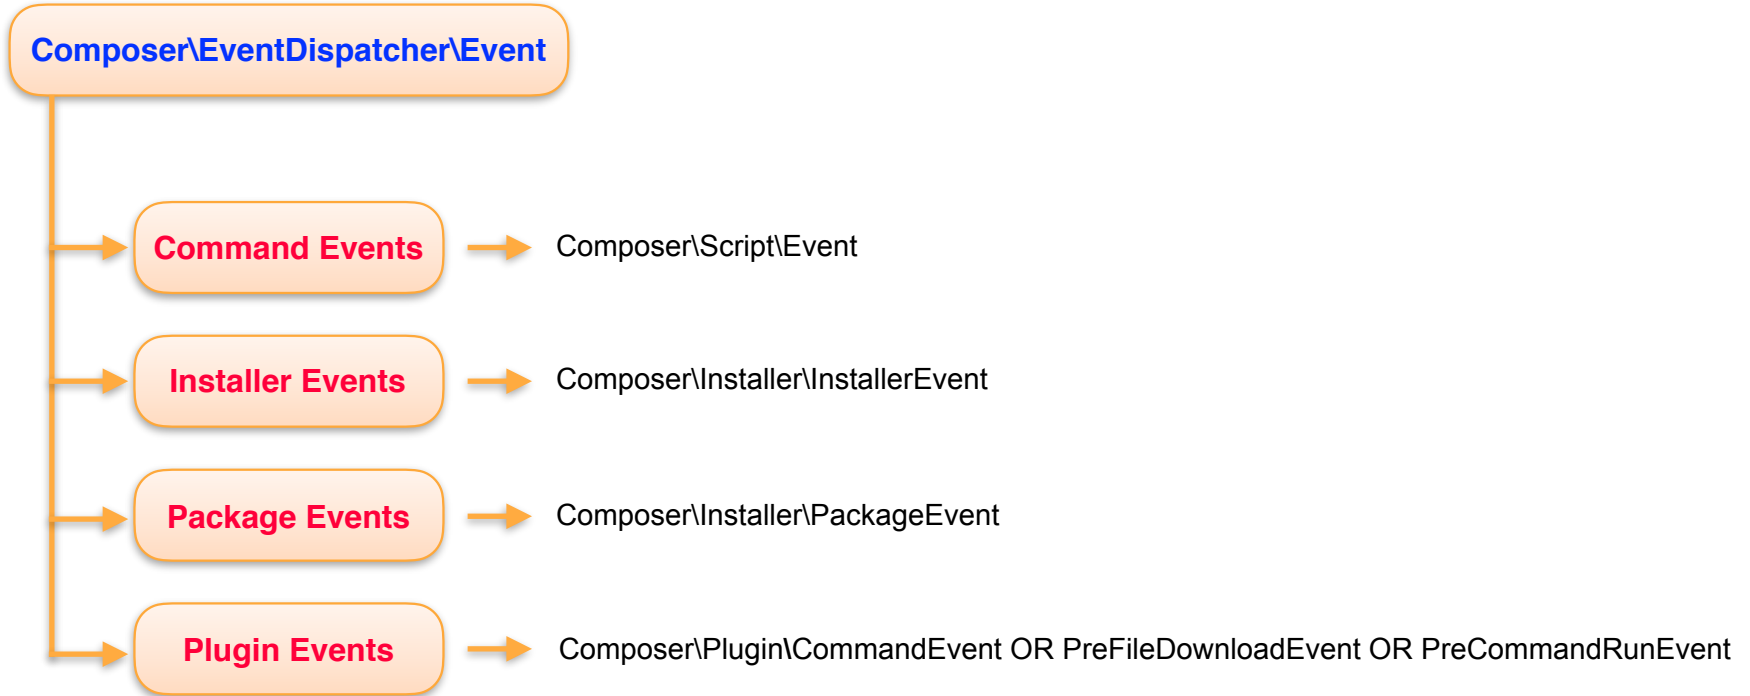 Composer\EventDispatcher\Event
Command Events
Composer\Script\Event
Installer Events
Composer\Installer\InstallerEvent
Package Events
Composer\Installer\PackageEvent
Plugin Events
Composer\Plugin\CommandEvent OR PreFileDownloadEvent OR PreCommandRunEvent